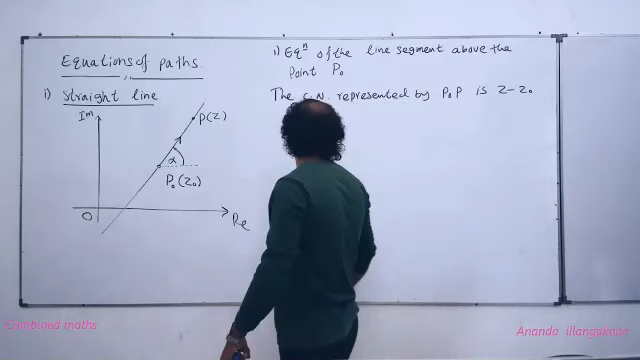 Equations of paths.
i) Straight line
Im
P(Z)
α
P₀(Z₀)
O
Re
1) Eqⁿ of the line segment above the
Point P₀
The C.N. represented by P₀P is Z-Z₀
Combined maths
Ananda illangakoon